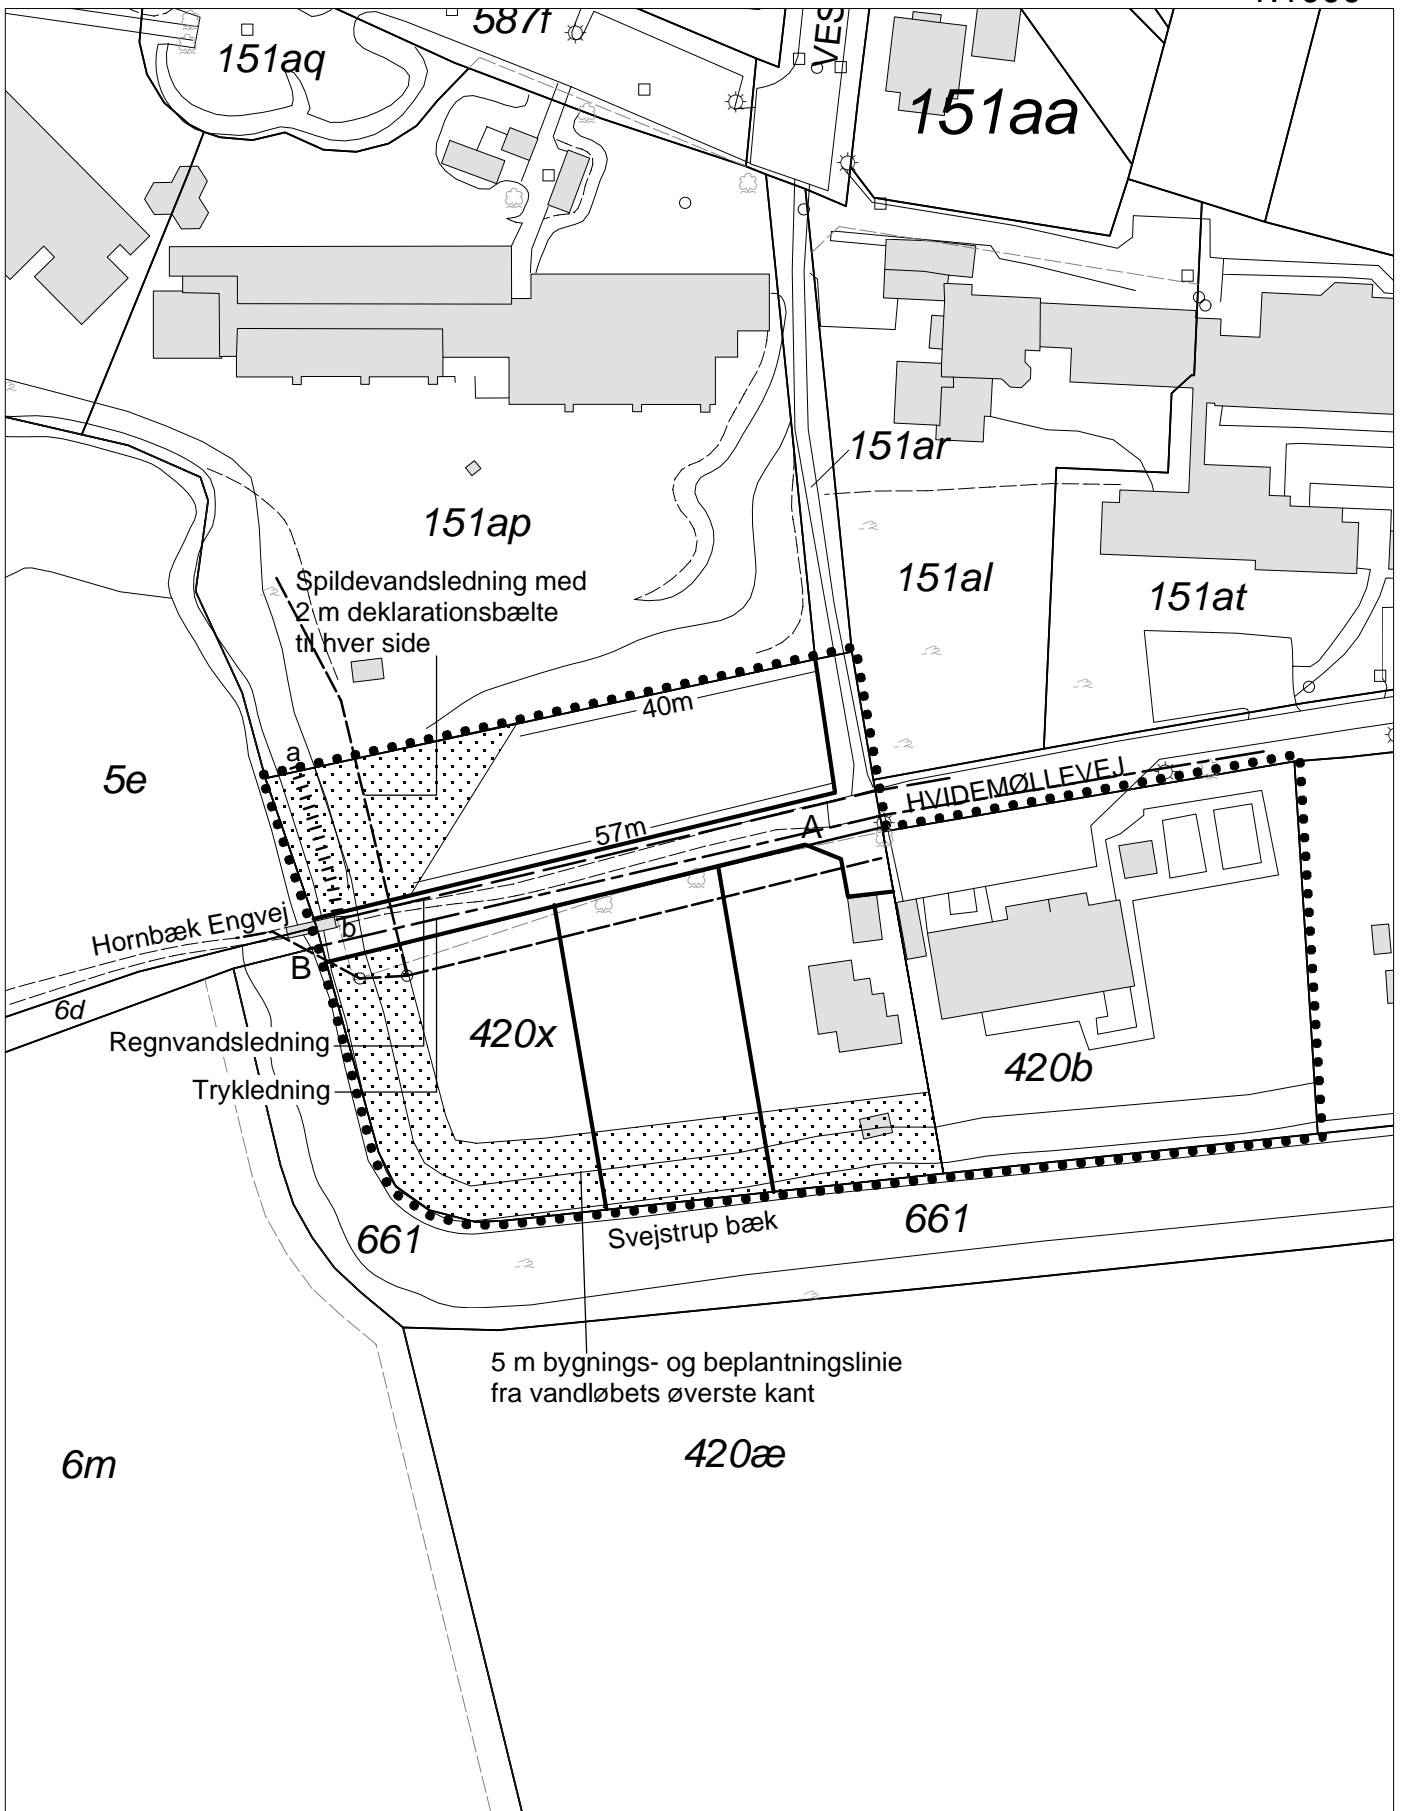 587f
VES
151aq
151aa
151ar
151ap
151al
151at
Spildevandsledning med
2 m deklarationsbælte
til hver side
40m
a
5e
HVIDEMØLLEVEJ
57m
A
Hornbæk Engvej
b
B
6d
420x
Regnvandsledning
420b
Trykledning
661
Svejstrup bæk
661
5 m bygnings- og beplantningslinie
fra vandløbets øverste kant
420æ
6m